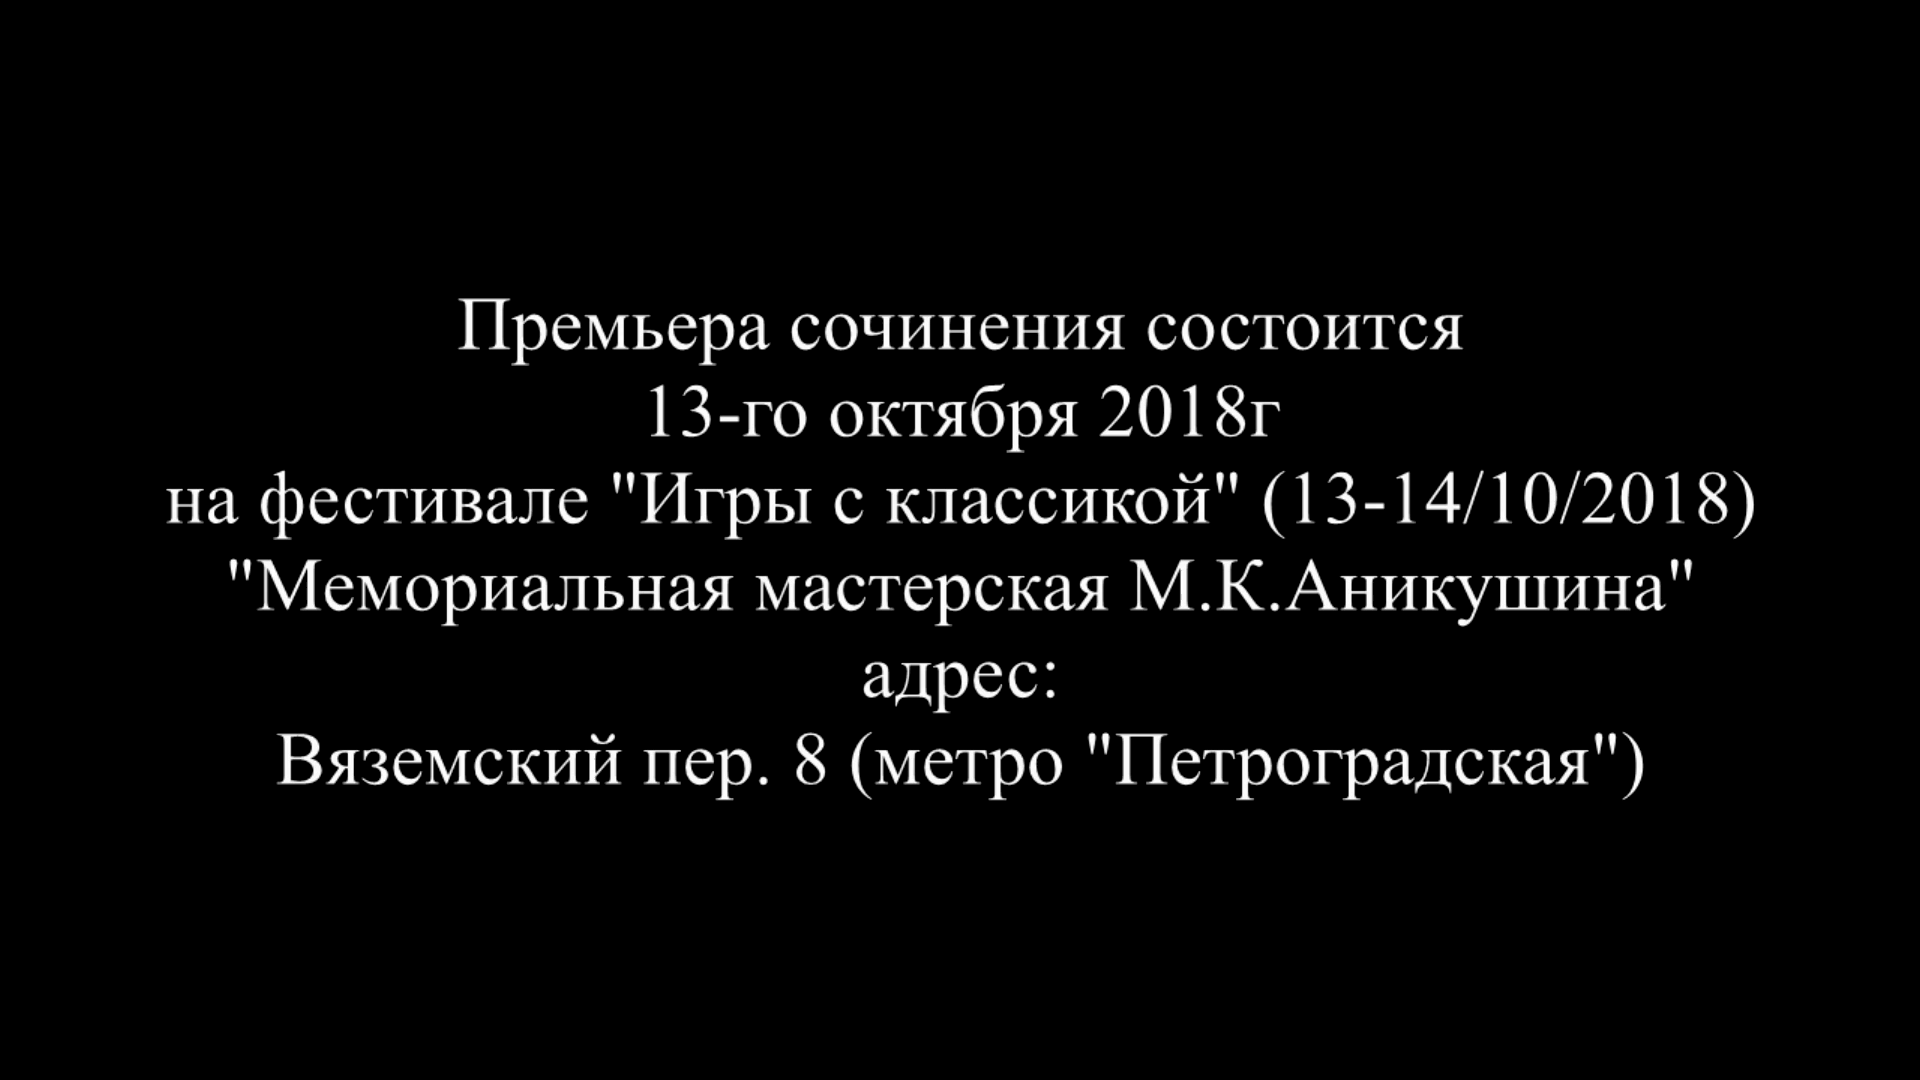 Премьера сочинения состоится
13-го октября 2018г
на фестивале "Игры с классикой" (13-14/10/2018)
"Мемориальная мастерская М.К.Аникушина"
адрес:
Вяземский пер. 8 (метро "Петроградская")